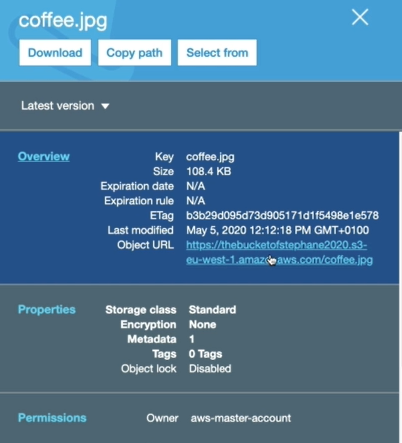 coffee.jpg
Download Copy path Select from
Latest version
Overview Key coffee.jpg
Size 108.4 KB
Expiration date N/A
Expiration rule N/A
ETag b3b29d095d73d905171d1f5498e1e578
Last modified May 5, 2020 12:12:18 PM GMT+0100
Object URL https://thebucketofstephane2020.s3-
eu-west-1.amazonaws.com/coffee.jpg
Properties Storage class Standard
Encryption None
Metadata 1
Tags 0 Tags
Object lock Disabled
Permissions Owner aws-master-account